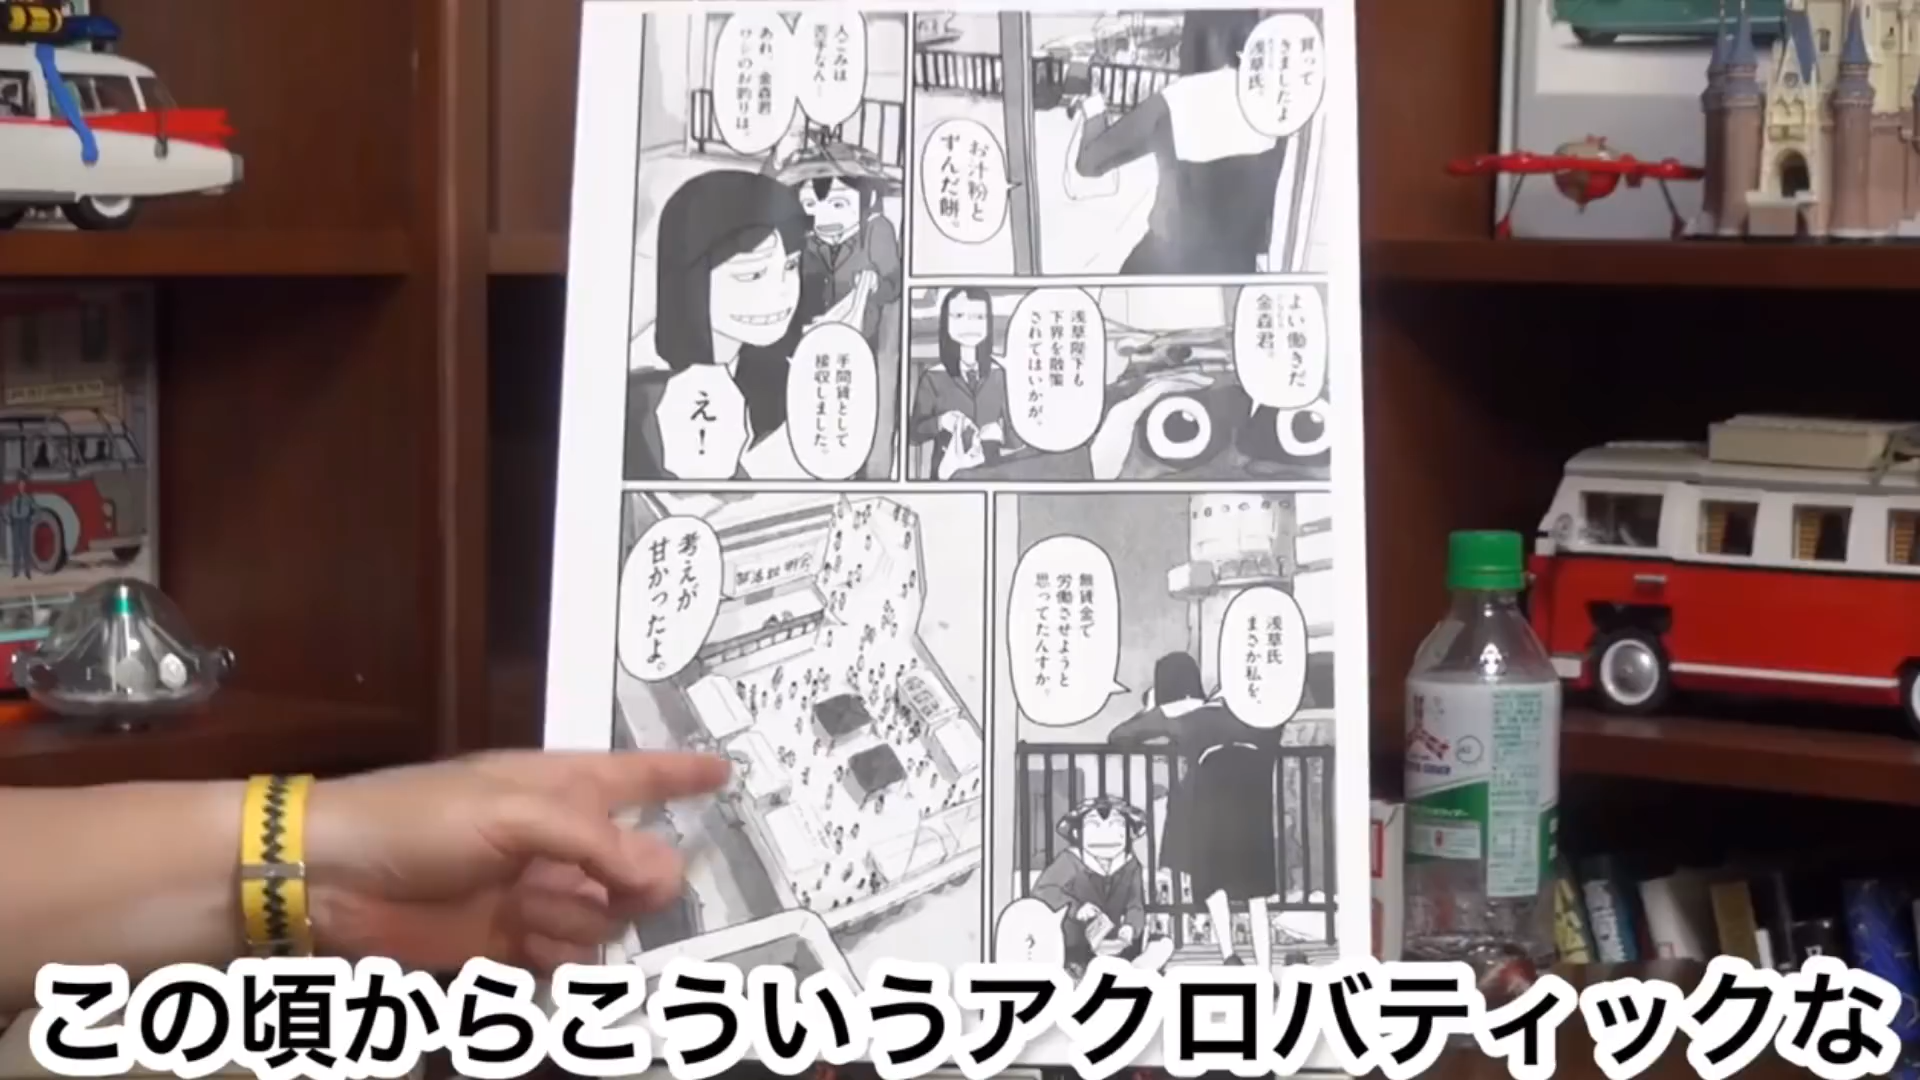 買って
きましたよ
浅草氏。
お汁粉と
ずんだ餅。
人ごみは
苦手なん…
あれ、金森君
ワシのお釣りは。
手間賃として
接収しました。
え！
よい働きだ
金森君。
浅草陛下も
下界を散策
されてはいかが。
浅草氏
まさか私を、
無賃金で
労働させようと
思ってたんすか。
う…
考えが
甘かったよ。
この頃からこういうアクロバティックな